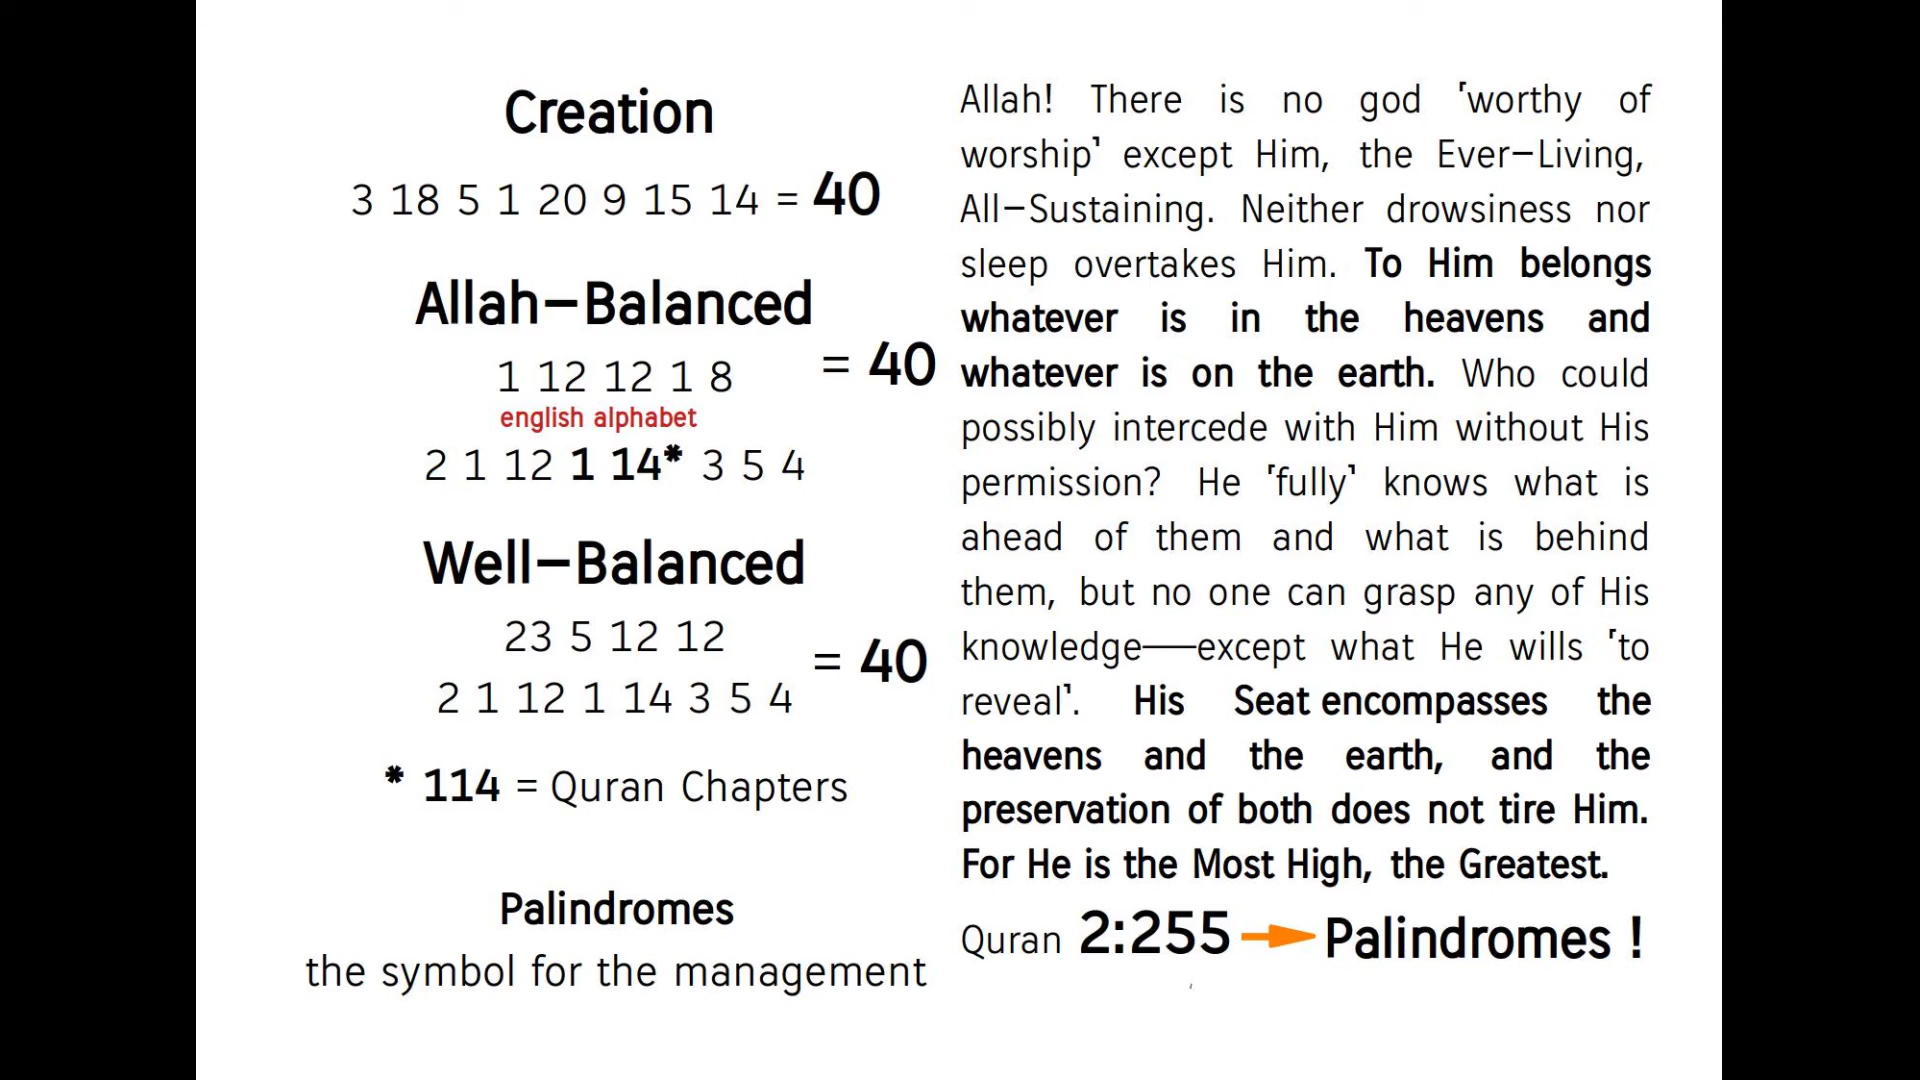 Creation
3 18 5 1 20 9 15 14 = 40
Allah–Balanced
1 12 12 1 8
= 40
english alphabet
2 1 12 1 14* 3 5 4
Well–Balanced
23 5 12 12
= 40
2 1 12 1 14 3 5 4
* 114 = Quran Chapters
Palindromes
the symbol for the management
Allah! There is no god ⸢worthy of
worship⸣ except Him, the Ever–Living,
All–Sustaining. Neither drowsiness nor
sleep overtakes Him. To Him belongs
whatever is in the heavens and
whatever is on the earth. Who could
possibly intercede with Him without His
permission? He ⸢fully⸣ knows what is
ahead of them and what is behind
them, but no one can grasp any of His
knowledge—except what He wills ⸢to
reveal⸣. His Seat encompasses the
heavens and the earth, and the
preservation of both does not tire Him.
For He is the Most High, the Greatest.
Quran 2:255 → Palindromes !